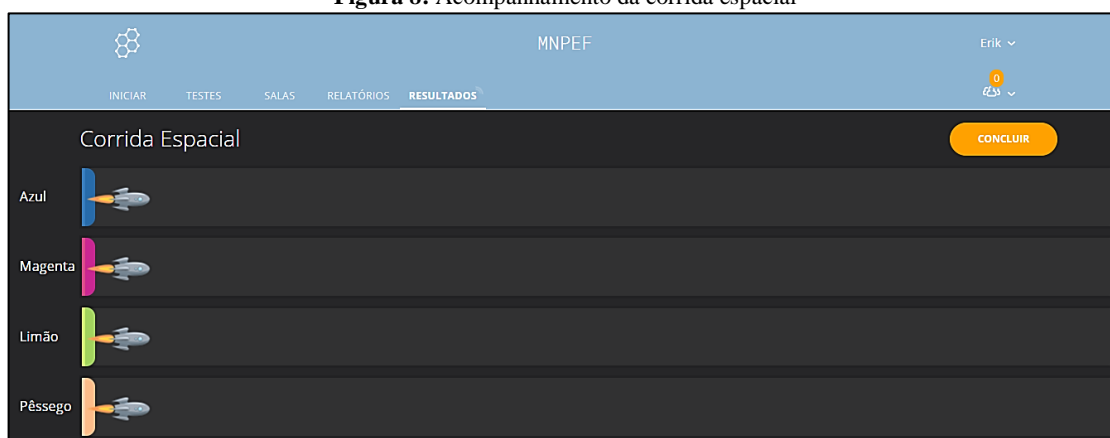 Figura 8: Acompanhamento da corrida espacial
MNPEF
Erik
0
INICIAR TESTES SALAS RELATÓRIOS RESULTADOS
Corrida Espacial
CONCLUIR
Azul
Magenta
Limão
Pêssego